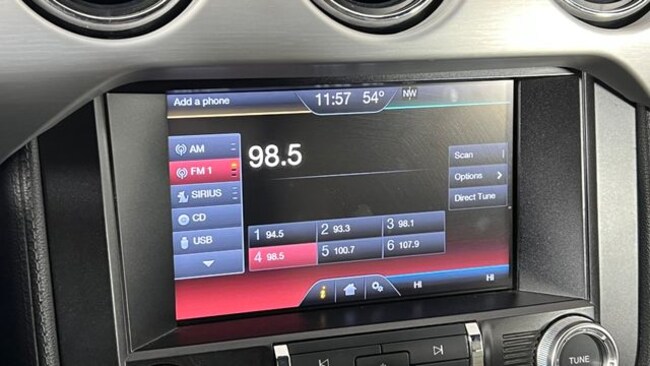 Add a phone
11:57 54° NW
AM
FM 1
SIRIUS
CD
USB
98.5
Scan
Options
Direct Tune
1 94.5 2 93.3 3 98.1
4 98.5 5 100.7 6 107.9
i
HI HI
TUNE